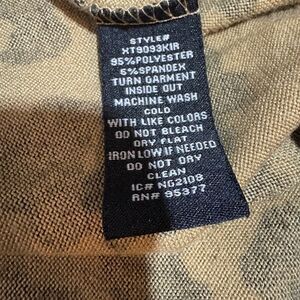 STYLE#
XT9093KIR
95%POLYESTER
5%SPANDEX
TURN GARMENT
INSIDE OUT
MACHINE WASH
COLD
WITH LIKE COLORS
DO NOT BLEACH
DRY FLAT
IRON LOW IF NEEDED
DO NOT DRY
CLEAN
IC# NG2108
RN# 95377